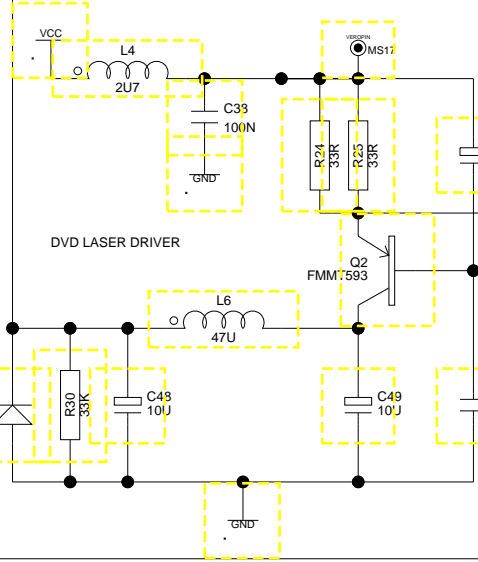 VCC
L4
2U7
VEROPIN
MS17
C33
100N
GND
R24
33R
R25
33R
DVD LASER DRIVER
Q2
FMMT593
L6
47U
R30
33K
C48
10U
C49
10U
GND